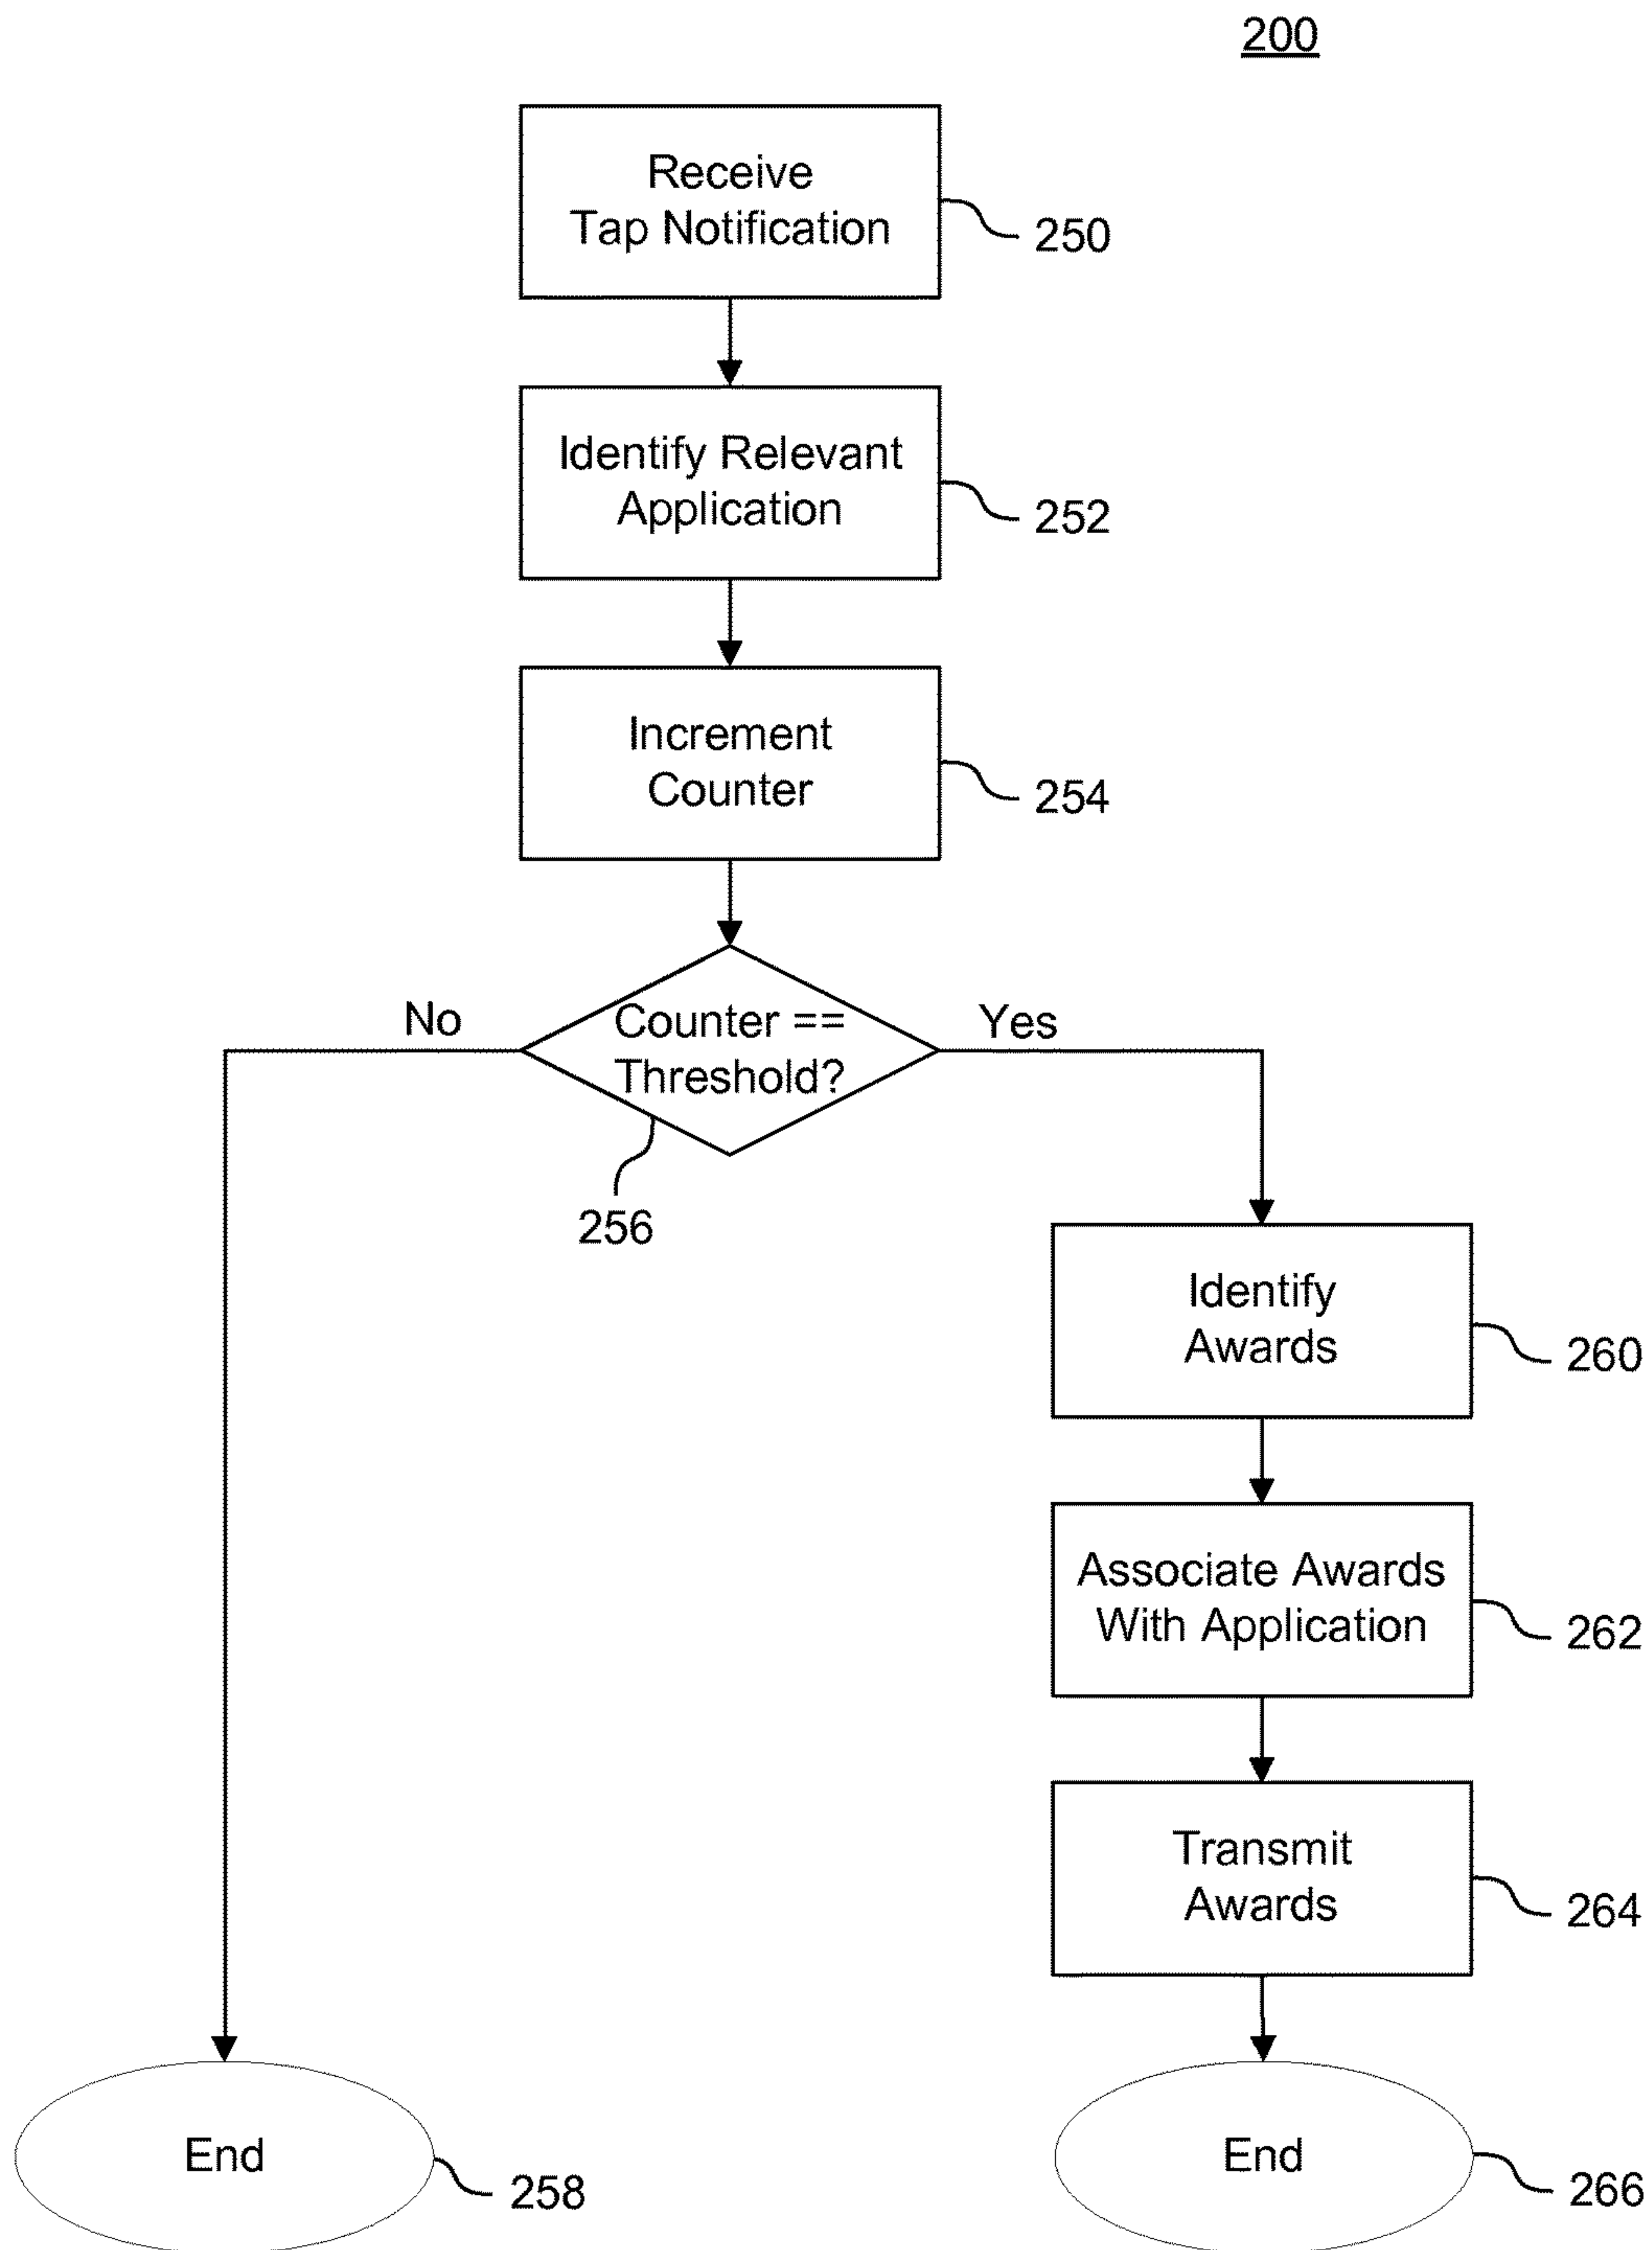 200
Receive
Tap Notification
250
Identify Relevant
Application
252
Increment
Counter
254
No
Counter ==
Threshold?
Yes
256
Identify
Awards
260
Associate Awards
With Application
262
Transmit
Awards
264
End
258
End
266